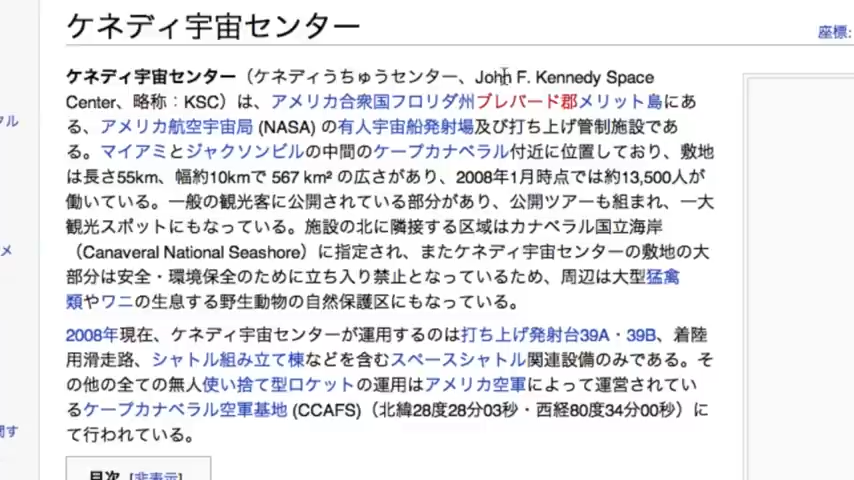 ケネディ宇宙センター
座標:
ケネディ宇宙センター（ケネディうちゅうセンター、John F. Kennedy Space
Center、略称：KSC）は、アメリカ合衆国フロリダ州ブレバード郡メリット島にあ
る、アメリカ航空宇宙局 (NASA) の有人宇宙船発射場及び打ち上げ管制施設であ
る。マイアミとジャクソンビルの中間のケープカナベラル付近に位置しており、敷地
は長さ55km、幅約10kmで 567 km² の広さがあり、2008年1月時点では約13,500人が
働いている。一般の観光客に公開されている部分があり、公開ツアーも組まれ、一大
観光スポットにもなっている。施設の北に隣接する区域はカナベラル国立海岸
（Canaveral National Seashore）に指定され、またケネディ宇宙センターの敷地の大
部分は安全・環境保全のために立ち入り禁止となっているため、周辺は大型猛禽
類やワニの生息する野生動物の自然保護区にもなっている。
2008年現在、ケネディ宇宙センターが運用するのは打ち上げ発射台39A・39B、着陸
用滑走路、シャトル組み立て棟などを含むスペースシャトル関連設備のみである。そ
の他の全ての無人使い捨て型ロケットの運用はアメリカ空軍によって運営されてい
るケープカナベラル空軍基地 (CCAFS)（北緯28度28分03秒・西経80度34分00秒）に
て行われている。
目次 [非表示]
クル
メ
関す